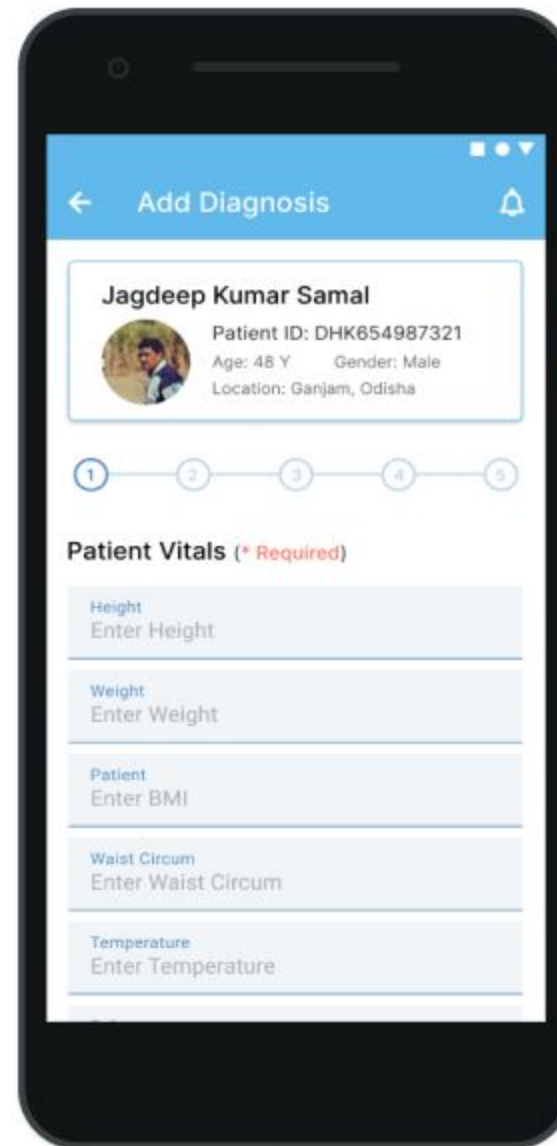 Add Diagnosis
Jagdeep Kumar Samal
Patient ID: DHK654987321
Age: 48 Y Gender: Male
Location: Ganjam, Odisha
1 2 3 4 5
Patient Vitals (* Required)
Height
Enter Height
Weight
Enter Weight
Patient
Enter BMI
Waist Circum
Enter Waist Circum
Temperature
Enter Temperature